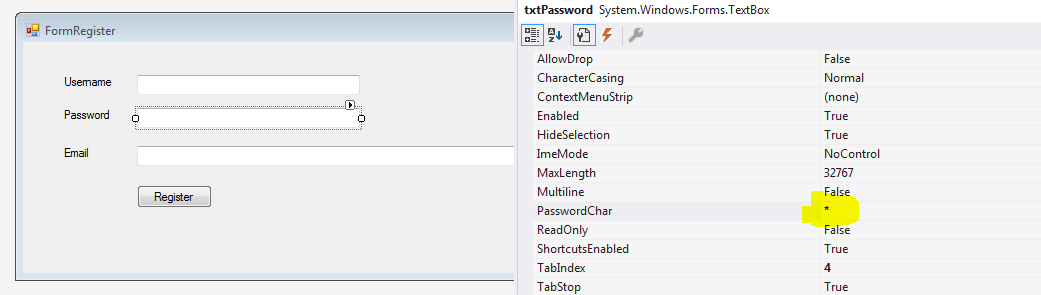 FormRegister
Username
Password
Email
Register
txtPassword System.Windows.Forms.TextBox
AllowDrop False
CharacterCasing Normal
ContextMenuStrip (none)
Enabled True
HideSelection True
ImeMode NoControl
MaxLength 32767
Multiline False
PasswordChar *
ReadOnly False
ShortcutsEnabled True
TabIndex 4
TabStop True